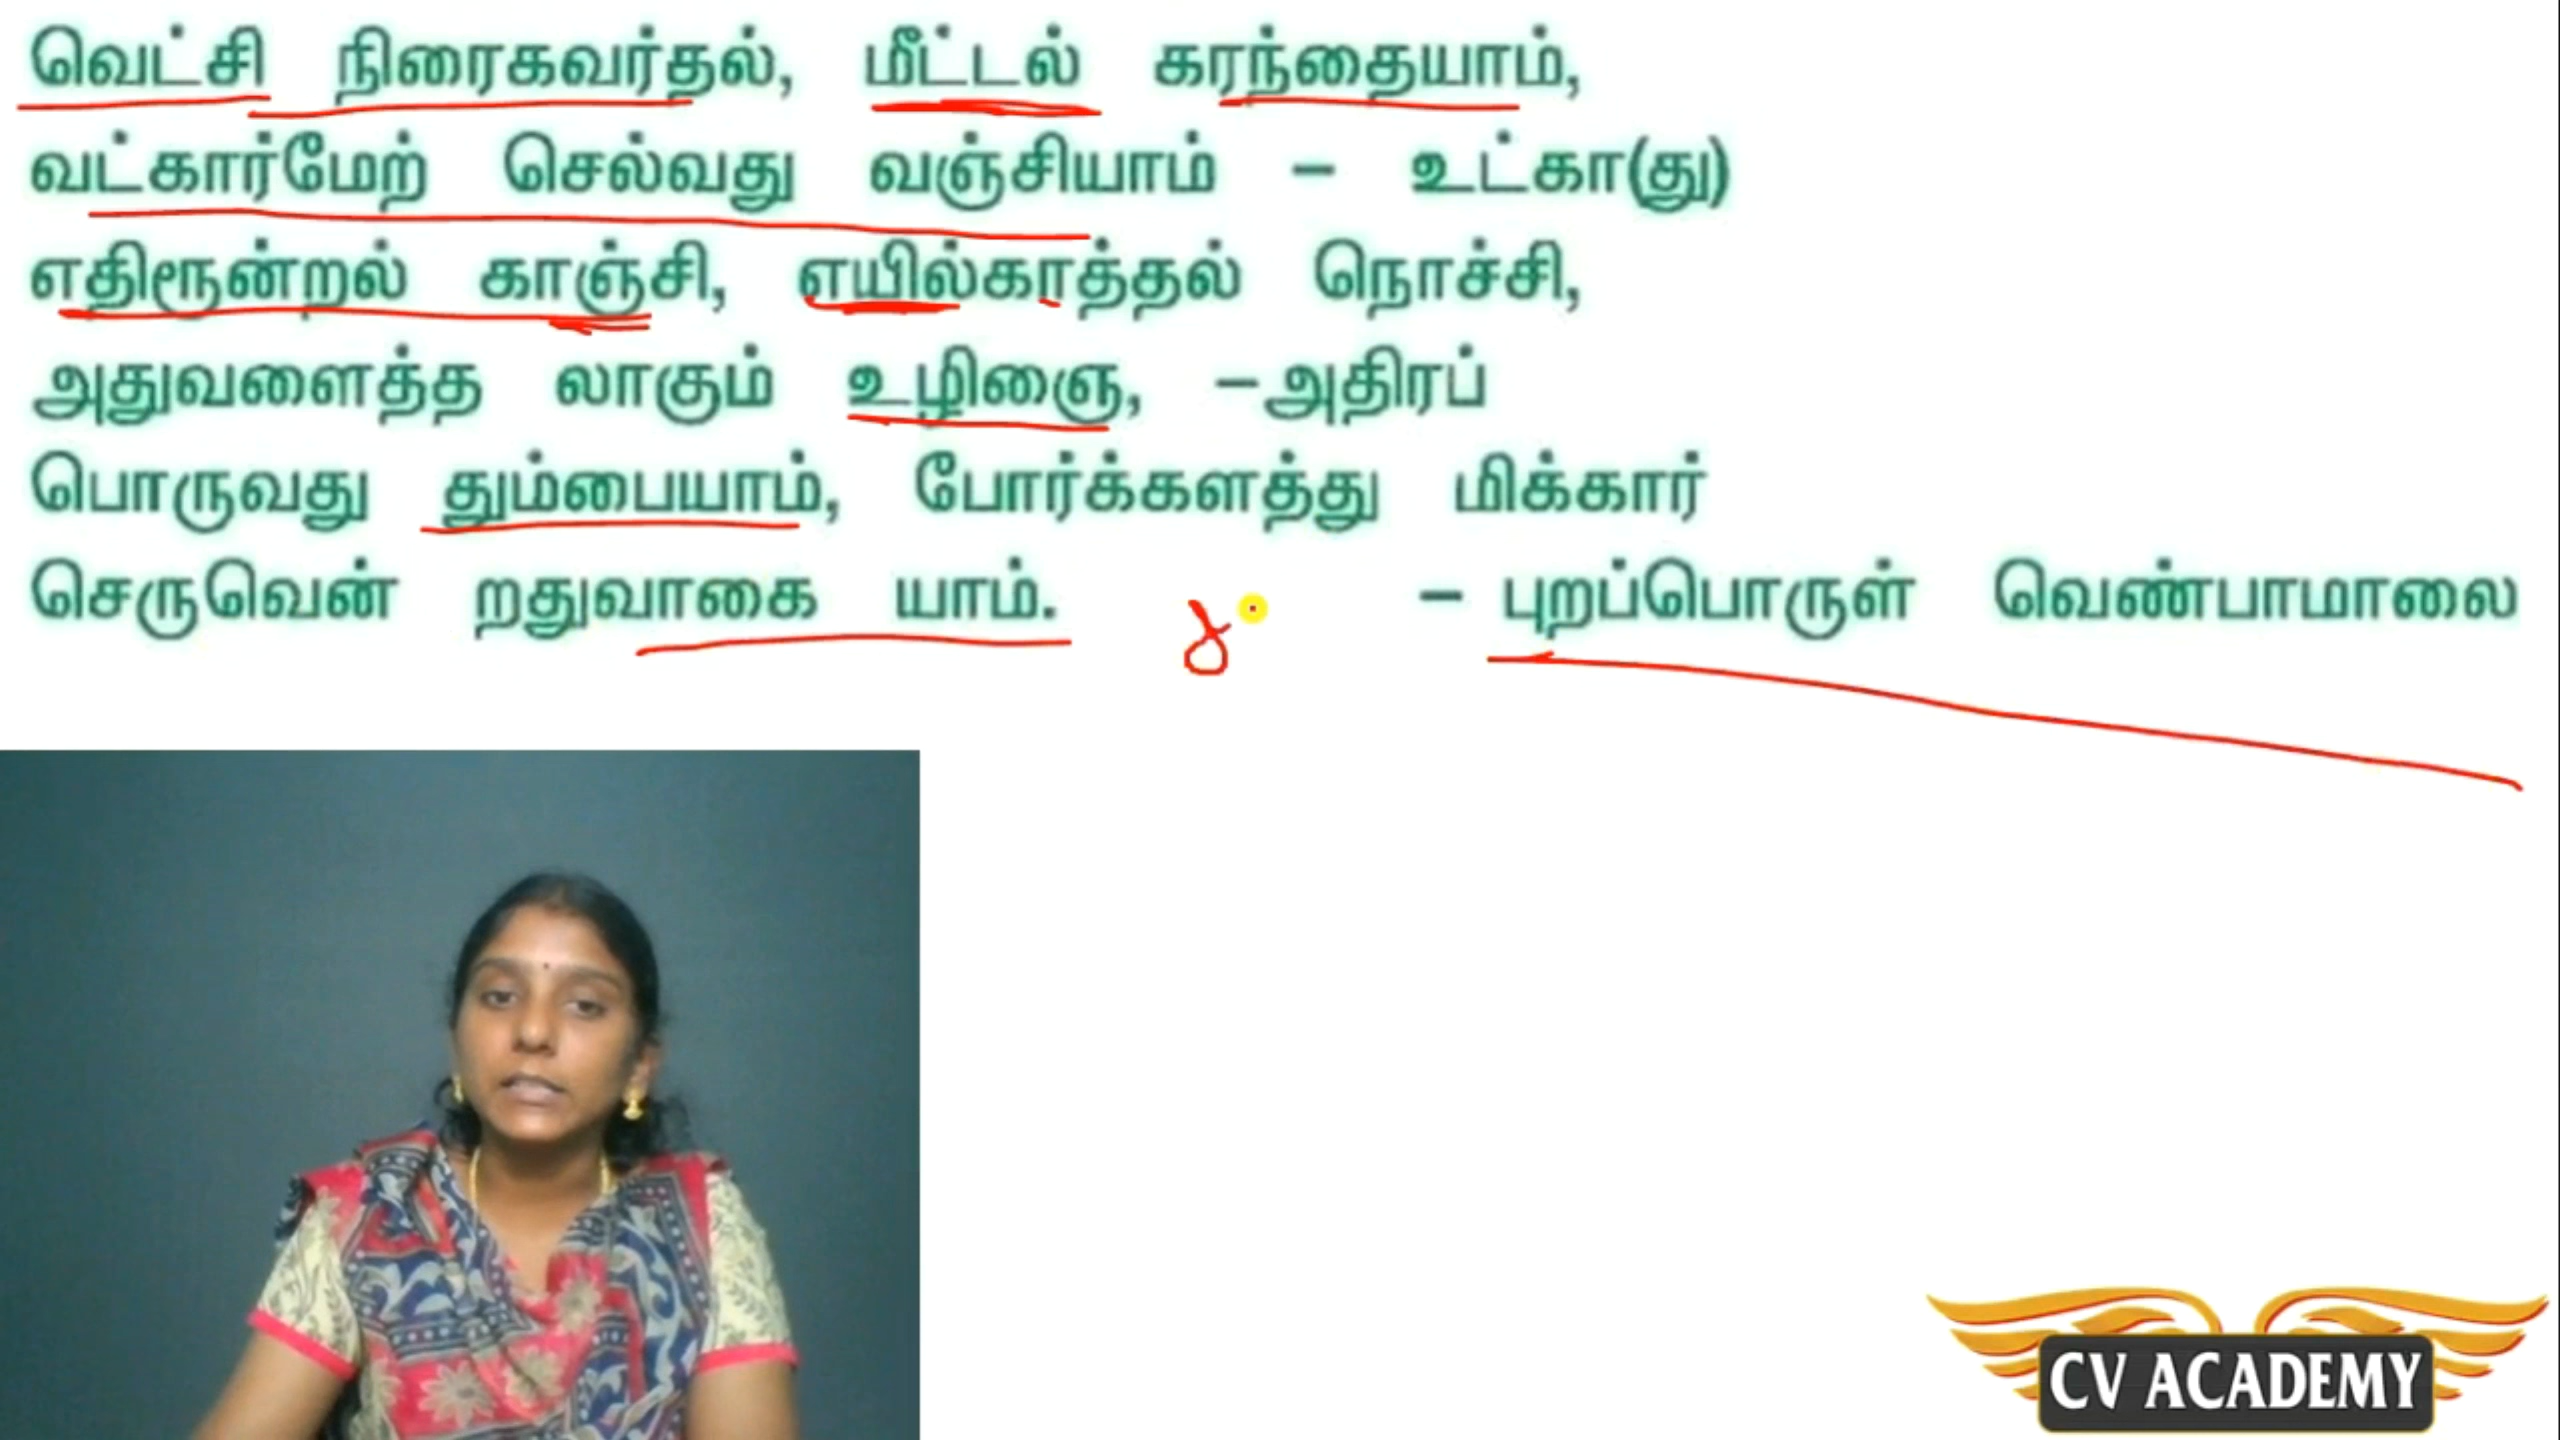 வெட்சி நிரைகவர்தல், மீட்டல் கரந்தையாம்,
வட்கார்மேற் செல்வது வஞ்சியாம் – உட்கா(து)
எதிரூன்றல் காஞ்சி, எயில்காத்தல் நொச்சி,
அதுவளைத்த லாகும் உழிஞை, –அதிரப்
பொருவது தும்பையாம், போர்க்களத்து மிக்கார்
செருவென் றதுவாகை யாம்.
– புறப்பொருள் வெண்பாமாலை
CV ACADEMY